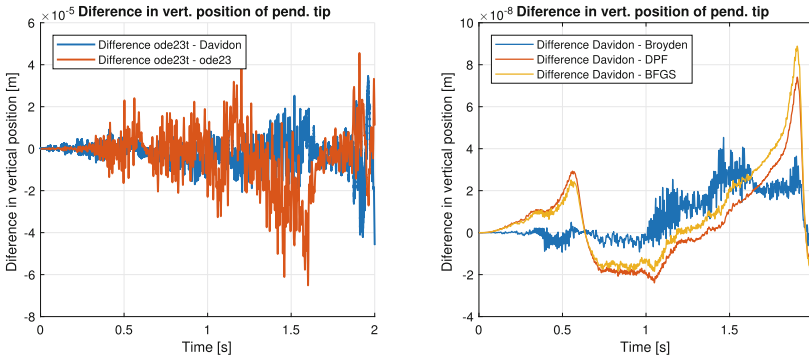 ×10⁻⁵ Diference in vert. position of pend. tip
Diference in vertical position [m]
6
4
2
0
-2
-4
-6
-8
Difference ode23t - Davidon
Difference ode23t - ode23
0 0.5 1 1.5 2
Time [s]
×10⁻⁸ Diference in vert. position of pend. tip
Diference in vertical position [m]
10
8
6
4
2
0
-2
-4
Difference Davidon - Broyden
Difference Davidon - DPF
Difference Davidon - BFGS
0 0.5 1 1.5
Time [s]